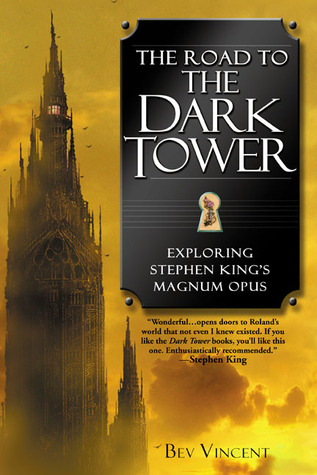 THE ROAD TO
THE
DARK
TOWER
EXPLORING
STEPHEN KING'S
MAGNUM OPUS
"Wonderful…opens doors to Roland's
world that not even I knew existed. If you
like the Dark Tower books, you'll like this
one. Enthusiastically recommended."
—Stephen King
BEV VINCENT